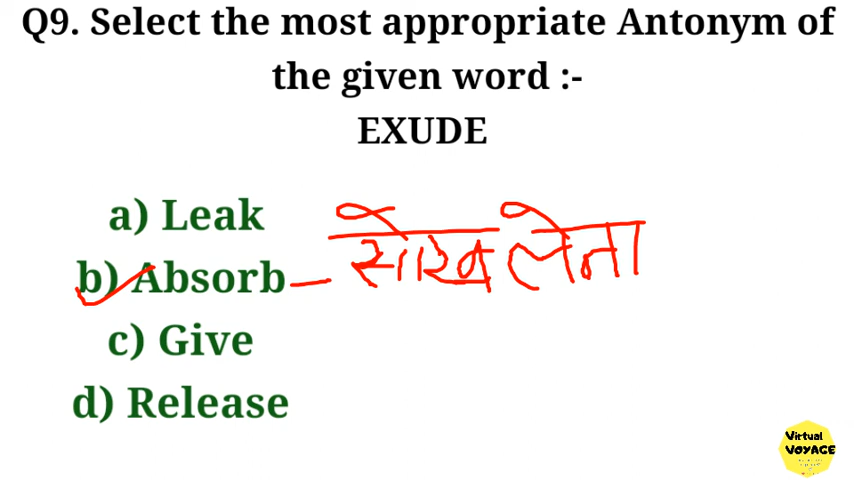 Q9. Select the most appropriate Antonym of
the given word :-
EXUDE
a) Leak
b) Absorb – सोख लेना
c) Give
d) Release
Virtual
VOYAGE